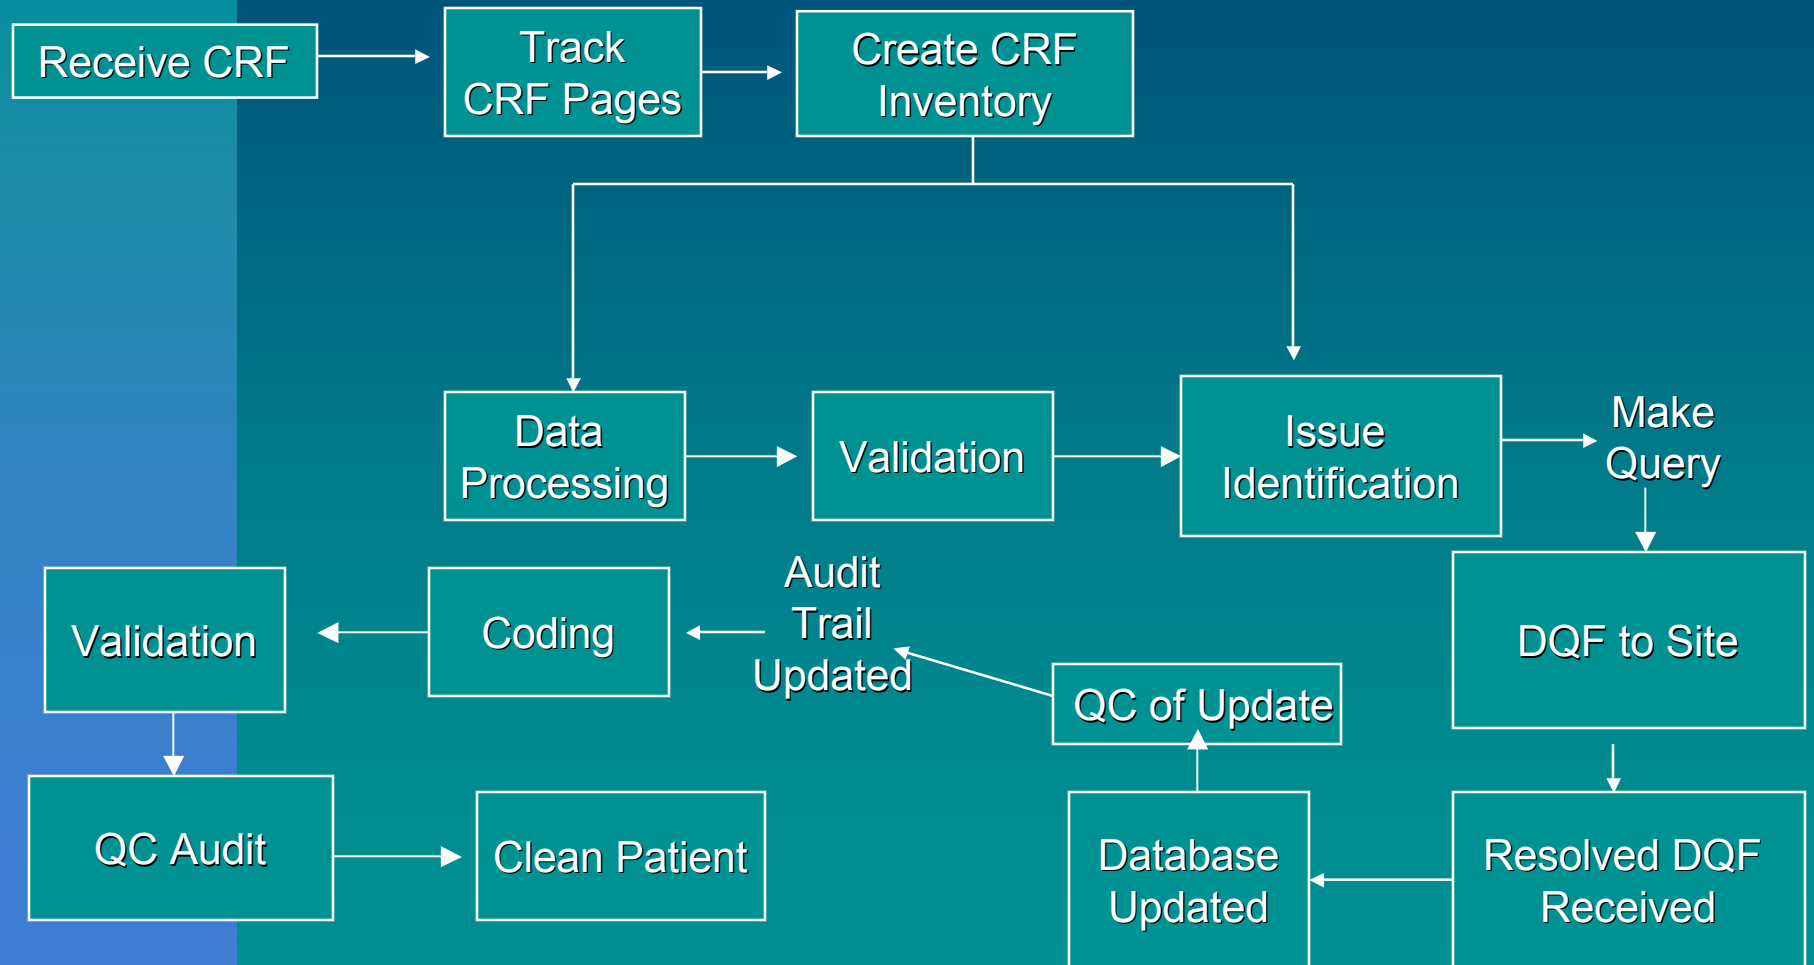 Receive CRF
Track
CRF Pages
Create CRF
Inventory
Data
Processing
Validation
Issue
Identification
Make
Query
Validation
Coding
Audit
Trail
Updated
QC of Update
DQF to Site
QC Audit
Clean Patient
Database
Updated
Resolved DQF
Received